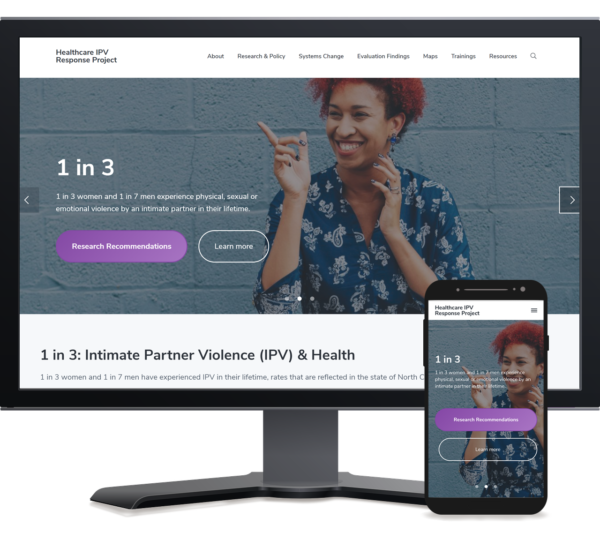 Healthcare IPV
Response Project
About Research & Policy Systems Change Evaluation Findings Maps Trainings Resources
1 in 3
1 in 3 women and 1 in 7 men experience physical, sexual or
emotional violence by an intimate partner in their lifetime.
Research Recommendations Learn more
1 in 3: Intimate Partner Violence (IPV) & Health
1 in 3 women and 1 in 7 men have experienced IPV in their lifetime, rates that are reflected in the state of North C
Healthcare IPV
Response Project
1 in 3
1 in 3 women and 1 in 7 men experience
physical, sexual or emotional violence by an
intimate partner in their lifetime.
Research Recommendations
Learn more